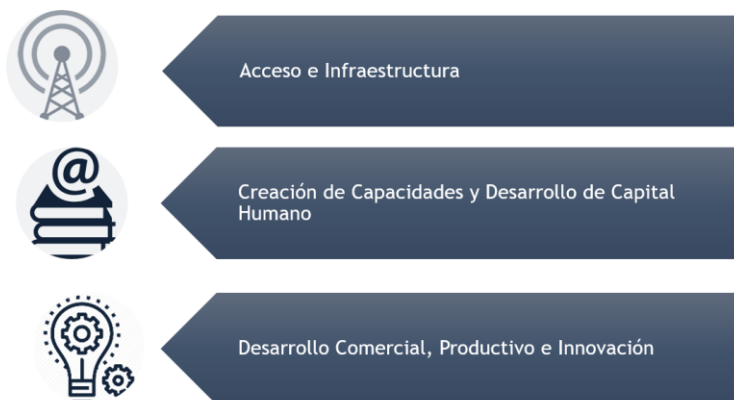 Acceso e Infraestructura
@
Creación de Capacidades y Desarrollo de Capital
Humano
Desarrollo Comercial, Productivo e Innovación